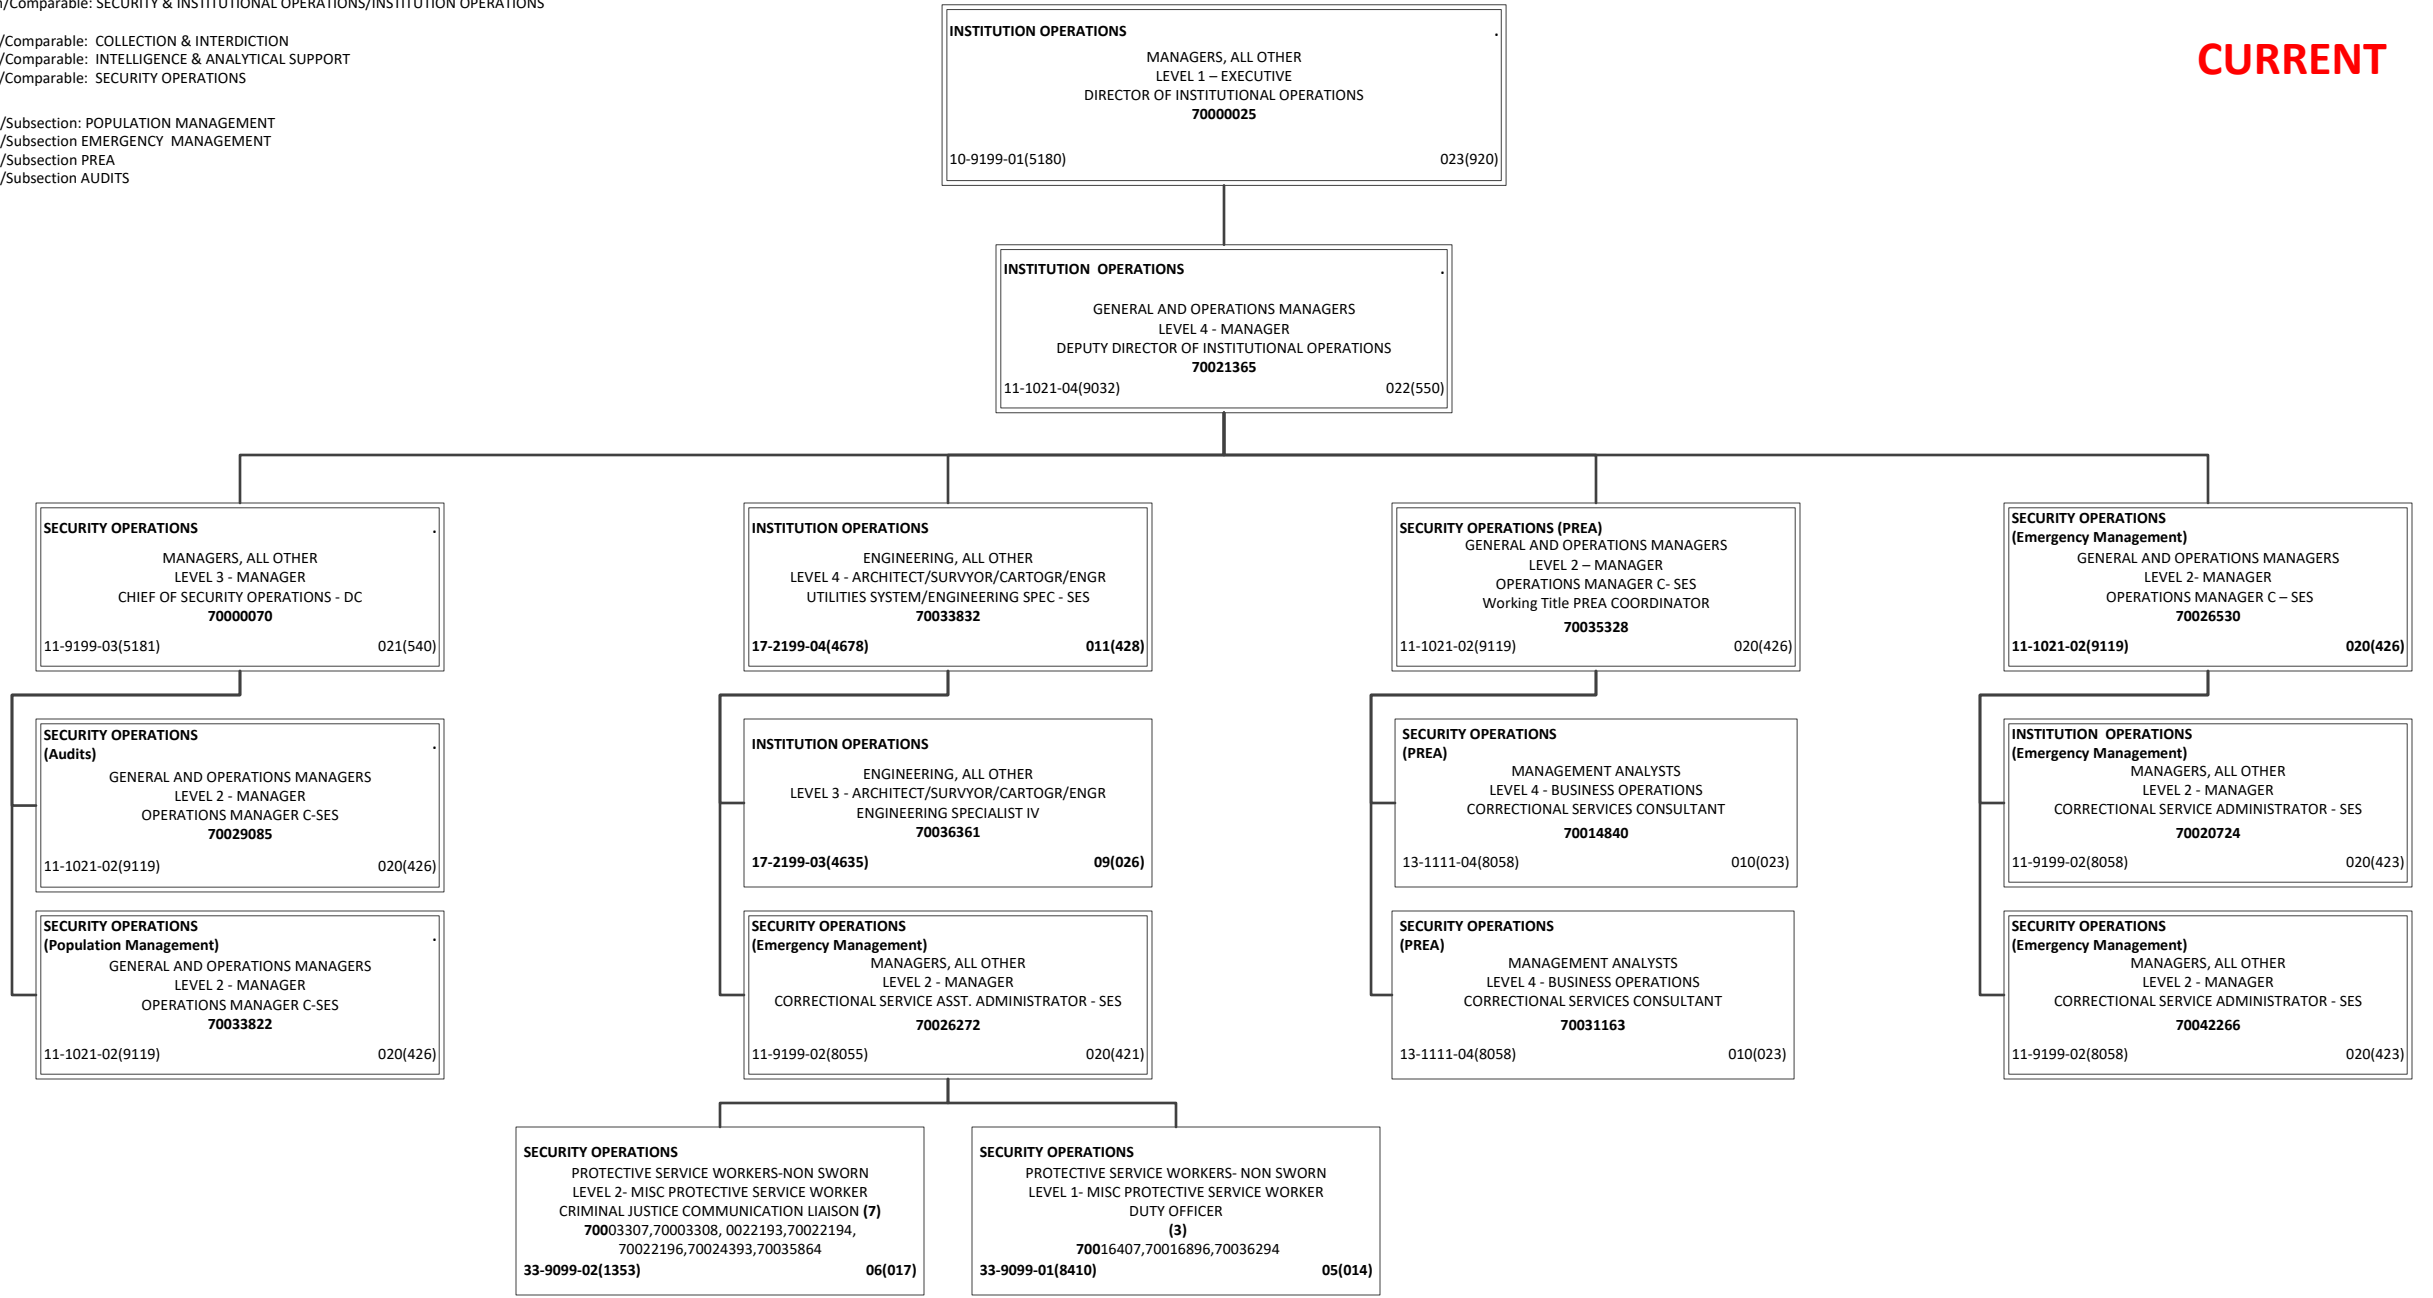 n/Comparable: SECURITY & INSTITUTIONAL OPERATIONS/INSTITUTION OPERATIONS
/Comparable: COLLECTION & INTERDICTION
/Comparable: INTELLIGENCE & ANALYTICAL SUPPORT
/Comparable: SECURITY OPERATIONS
/Subsection: POPULATION MANAGEMENT
/Subsection EMERGENCY MANAGEMENT
/Subsection PREA
/Subsection AUDITS
CURRENT
INSTITUTION OPERATIONS .
MANAGERS, ALL OTHER
LEVEL 1 – EXECUTIVE
DIRECTOR OF INSTITUTIONAL OPERATIONS
70000025
10-9199-01(5180) 023(920)
INSTITUTION OPERATIONS .
GENERAL AND OPERATIONS MANAGERS
LEVEL 4 - MANAGER
DEPUTY DIRECTOR OF INSTITUTIONAL OPERATIONS
70021365
11-1021-04(9032) 022(550)
SECURITY OPERATIONS .
MANAGERS, ALL OTHER
LEVEL 3 - MANAGER
CHIEF OF SECURITY OPERATIONS - DC
70000070
11-9199-03(5181) 021(540)
INSTITUTION OPERATIONS
ENGINEERING, ALL OTHER
LEVEL 4 - ARCHITECT/SURVYOR/CARTOGR/ENGR
UTILITIES SYSTEM/ENGINEERING SPEC - SES
70033832
17-2199-04(4678) 011(428)
SECURITY OPERATIONS (PREA)
GENERAL AND OPERATIONS MANAGERS
LEVEL 2 – MANAGER
OPERATIONS MANAGER C- SES
Working Title PREA COORDINATOR
70035328
11-1021-02(9119) 020(426)
SECURITY OPERATIONS
(Emergency Management)
GENERAL AND OPERATIONS MANAGERS
LEVEL 2- MANAGER
OPERATIONS MANAGER C – SES
70026530
11-1021-02(9119) 020(426)
SECURITY OPERATIONS
(Audits) .
GENERAL AND OPERATIONS MANAGERS
LEVEL 2 - MANAGER
OPERATIONS MANAGER C-SES
70029085
11-1021-02(9119) 020(426)
INSTITUTION OPERATIONS
ENGINEERING, ALL OTHER
LEVEL 3 - ARCHITECT/SURVYOR/CARTOGR/ENGR
ENGINEERING SPECIALIST IV
70036361
17-2199-03(4635) 09(026)
SECURITY OPERATIONS
(PREA)
MANAGEMENT ANALYSTS
LEVEL 4 - BUSINESS OPERATIONS
CORRECTIONAL SERVICES CONSULTANT
70014840
13-1111-04(8058) 010(023)
INSTITUTION OPERATIONS
(Emergency Management)
MANAGERS, ALL OTHER
LEVEL 2 - MANAGER
CORRECTIONAL SERVICE ADMINISTRATOR - SES
70020724
11-9199-02(8058) 020(423)
SECURITY OPERATIONS
(Population Management) .
GENERAL AND OPERATIONS MANAGERS
LEVEL 2 - MANAGER
OPERATIONS MANAGER C-SES
70033822
11-1021-02(9119) 020(426)
SECURITY OPERATIONS
(Emergency Management)
MANAGERS, ALL OTHER
LEVEL 2 - MANAGER
CORRECTIONAL SERVICE ASST. ADMINISTRATOR - SES
70026272
11-9199-02(8055) 020(421)
SECURITY OPERATIONS
(PREA)
MANAGEMENT ANALYSTS
LEVEL 4 - BUSINESS OPERATIONS
CORRECTIONAL SERVICES CONSULTANT
70031163
13-1111-04(8058) 010(023)
SECURITY OPERATIONS
(Emergency Management)
MANAGERS, ALL OTHER
LEVEL 2 - MANAGER
CORRECTIONAL SERVICE ADMINISTRATOR - SES
70042266
11-9199-02(8058) 020(423)
SECURITY OPERATIONS
PROTECTIVE SERVICE WORKERS-NON SWORN
LEVEL 2- MISC PROTECTIVE SERVICE WORKER
CRIMINAL JUSTICE COMMUNICATION LIAISON (7)
70003307,70003308, 0022193,70022194,
70022196,70024393,70035864
33-9099-02(1353) 06(017)
SECURITY OPERATIONS
PROTECTIVE SERVICE WORKERS- NON SWORN
LEVEL 1- MISC PROTECTIVE SERVICE WORKER
DUTY OFFICER
(3)
70016407,70016896,70036294
33-9099-01(8410) 05(014)